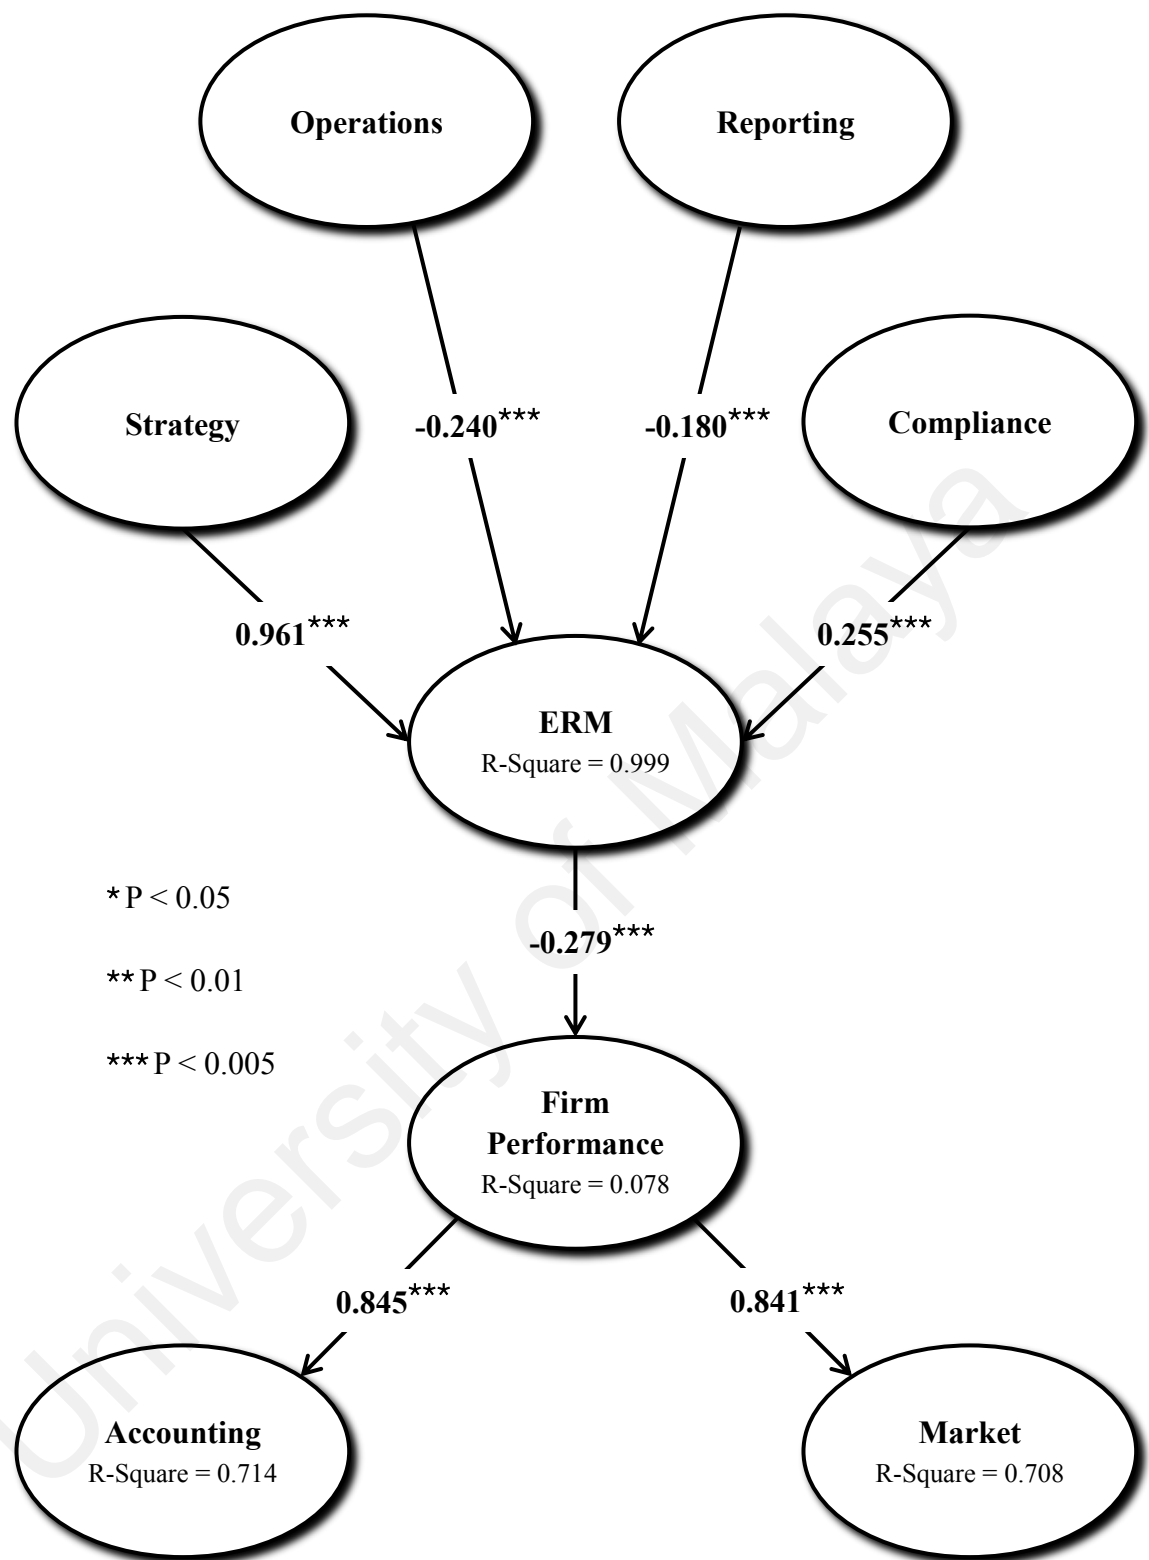 Operations
Reporting
Strategy
Compliance
-0.240***
-0.180***
0.961***
0.255***
ERM
R-Square = 0.999
* P < 0.05
-0.279***
** P < 0.01
*** P < 0.005
Firm
Performance
R-Square = 0.078
0.845***
0.841***
Accounting
R-Square = 0.714
Market
R-Square = 0.708
University of Malaya